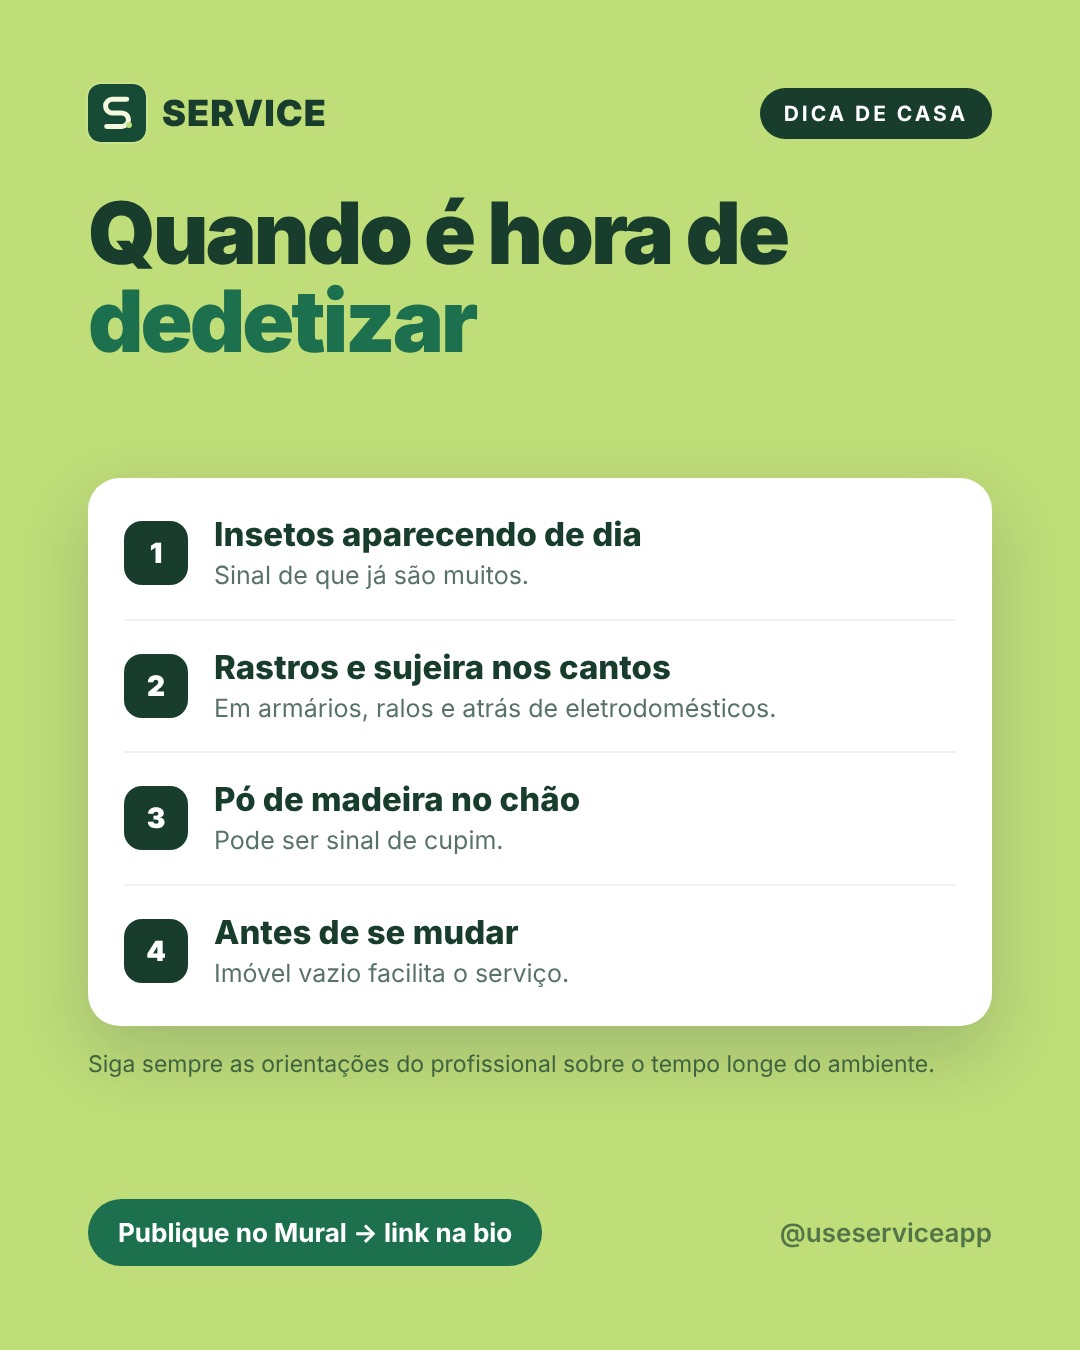 SERVICE
DICA DE CASA
Quando é hora de
dedetizar
1
Insetos aparecendo de dia
Sinal de que já são muitos.
2
Rastros e sujeira nos cantos
Em armários, ralos e atrás de eletrodomésticos.
3
Pó de madeira no chão
Pode ser sinal de cupim.
4
Antes de se mudar
Imóvel vazio facilita o serviço.
Siga sempre as orientações do profissional sobre o tempo longe do ambiente.
Publique no Mural → link na bio
@useserviceapp